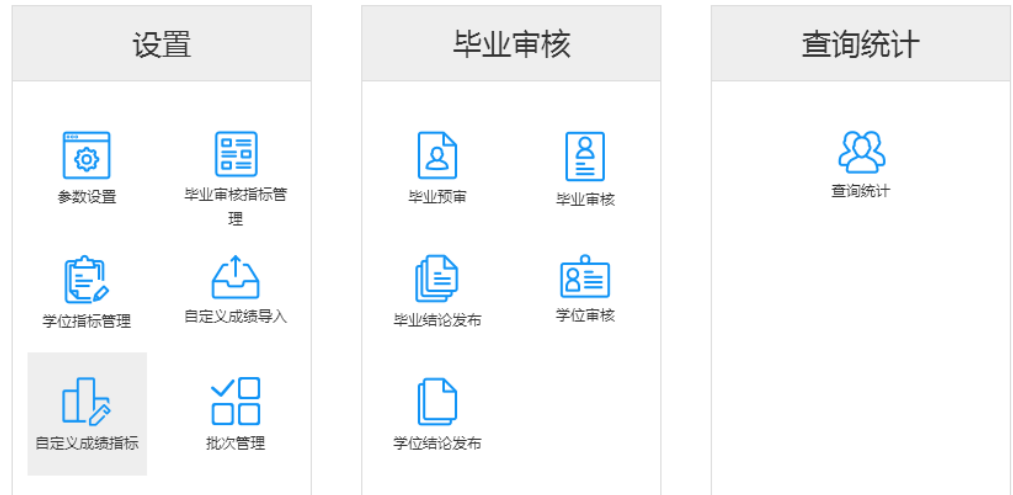 设置
参数设置
毕业审核指标管
理
学位指标管理
自定义成绩导入
自定义成绩指标
批次管理
毕业审核
毕业预审
毕业审核
毕业结论发布
学位审核
学位结论发布
查询统计
查询统计